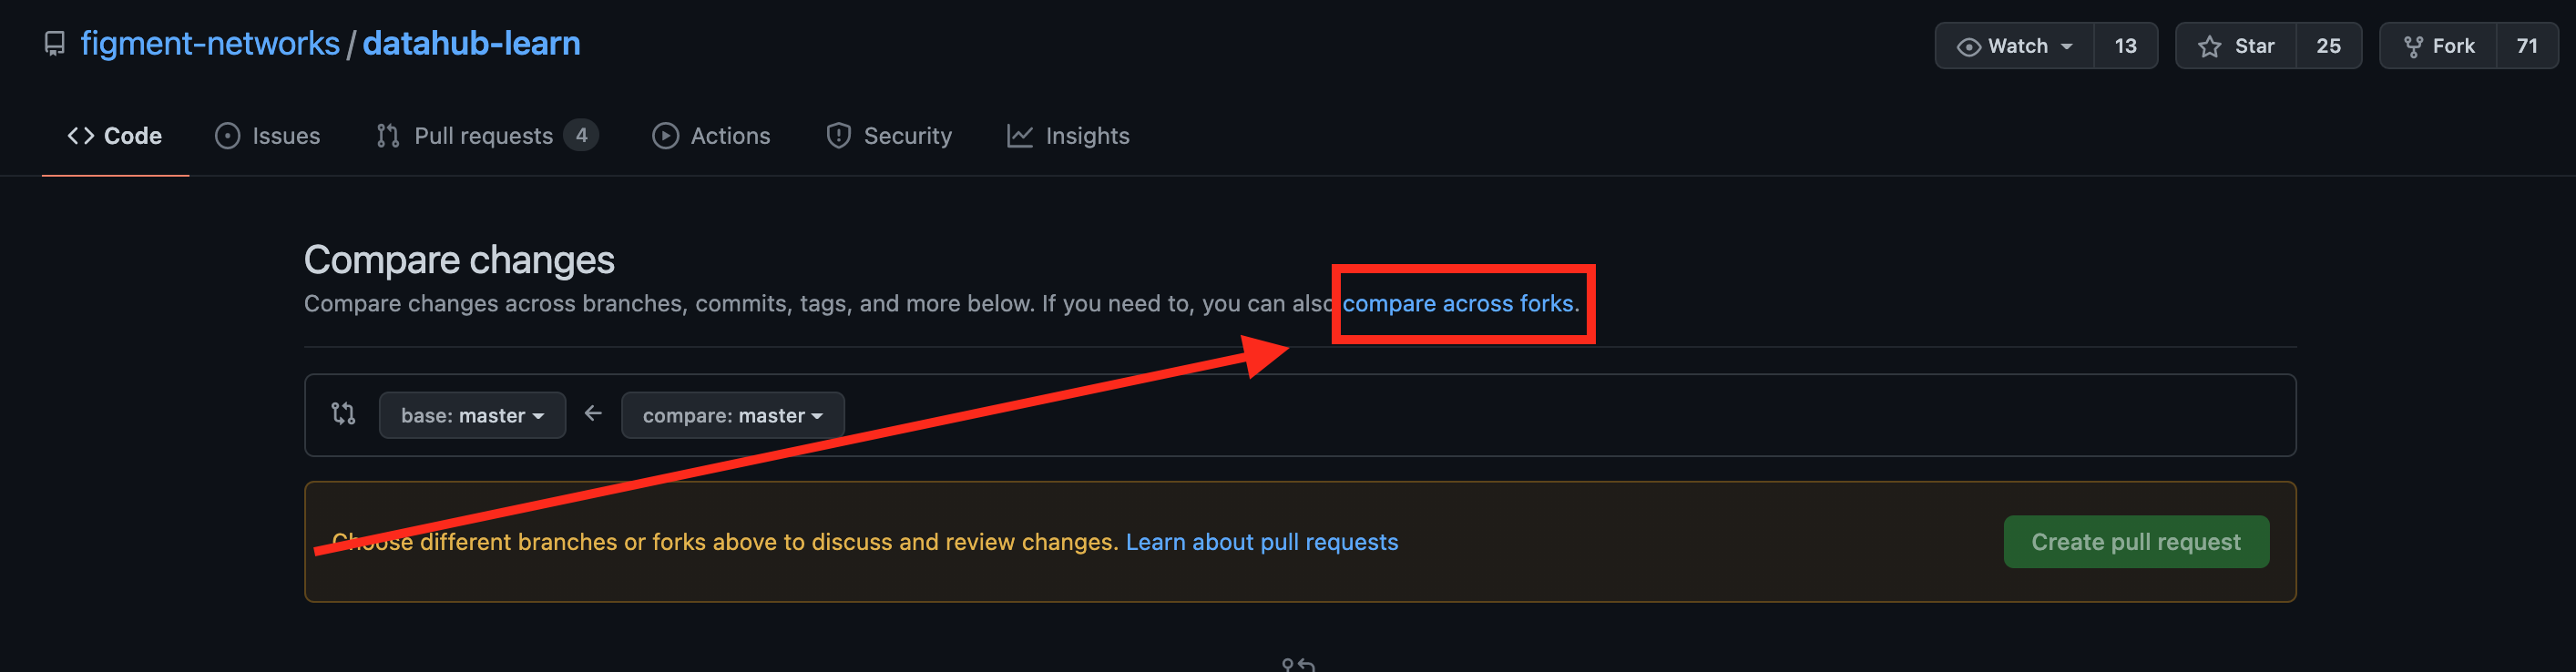 figment-networks / datahub-learn
Watch 13 Star 25 Fork 71
Code Issues Pull requests 4 Actions Security Insights
Compare changes
Compare changes across branches, commits, tags, and more below. If you need to, you can also compare across forks.
base: master compare: master
Choose different branches or forks above to discuss and review changes. Learn about pull requests
Create pull request